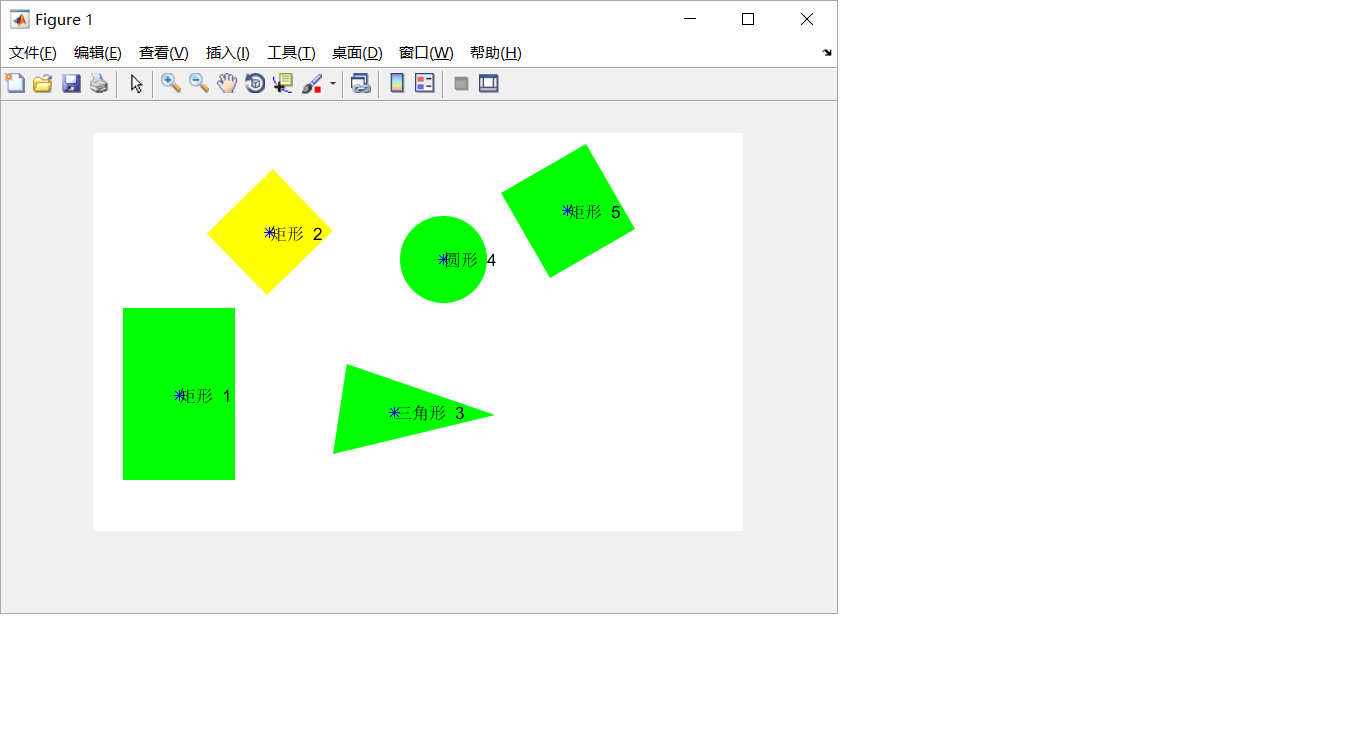 Figure 1
文件(F) 编辑(E) 查看(V) 插入(I) 工具(T) 桌面(D) 窗口(W) 帮助(H)
矩形 5
矩形 2
圆形 4
矩形 1
三角形 3